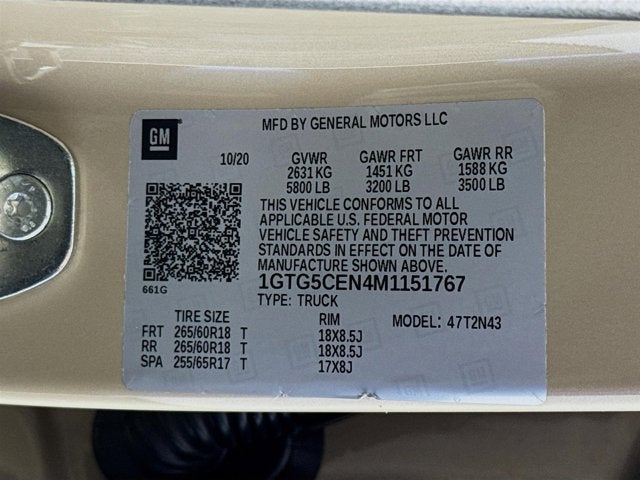 GM
MFD BY GENERAL MOTORS LLC
10/20 GVWR GAWR FRT GAWR RR
2631 KG 1451 KG 1588 KG
5800 LB 3200 LB 3500 LB
THIS VEHICLE CONFORMS TO ALL
APPLICABLE U.S. FEDERAL MOTOR
VEHICLE SAFETY AND THEFT PREVENTION
STANDARDS IN EFFECT ON THE DATE OF
MANUFACTURE SHOWN ABOVE.
661G
1GTG5CEN4M1151767
TYPE: TRUCK
TIRE SIZE RIM MODEL: 47T2N43
FRT 265/60R18 T 18X8.5J
RR 265/60R18 T 18X8.5J
SPA 255/65R17 T 17X8J